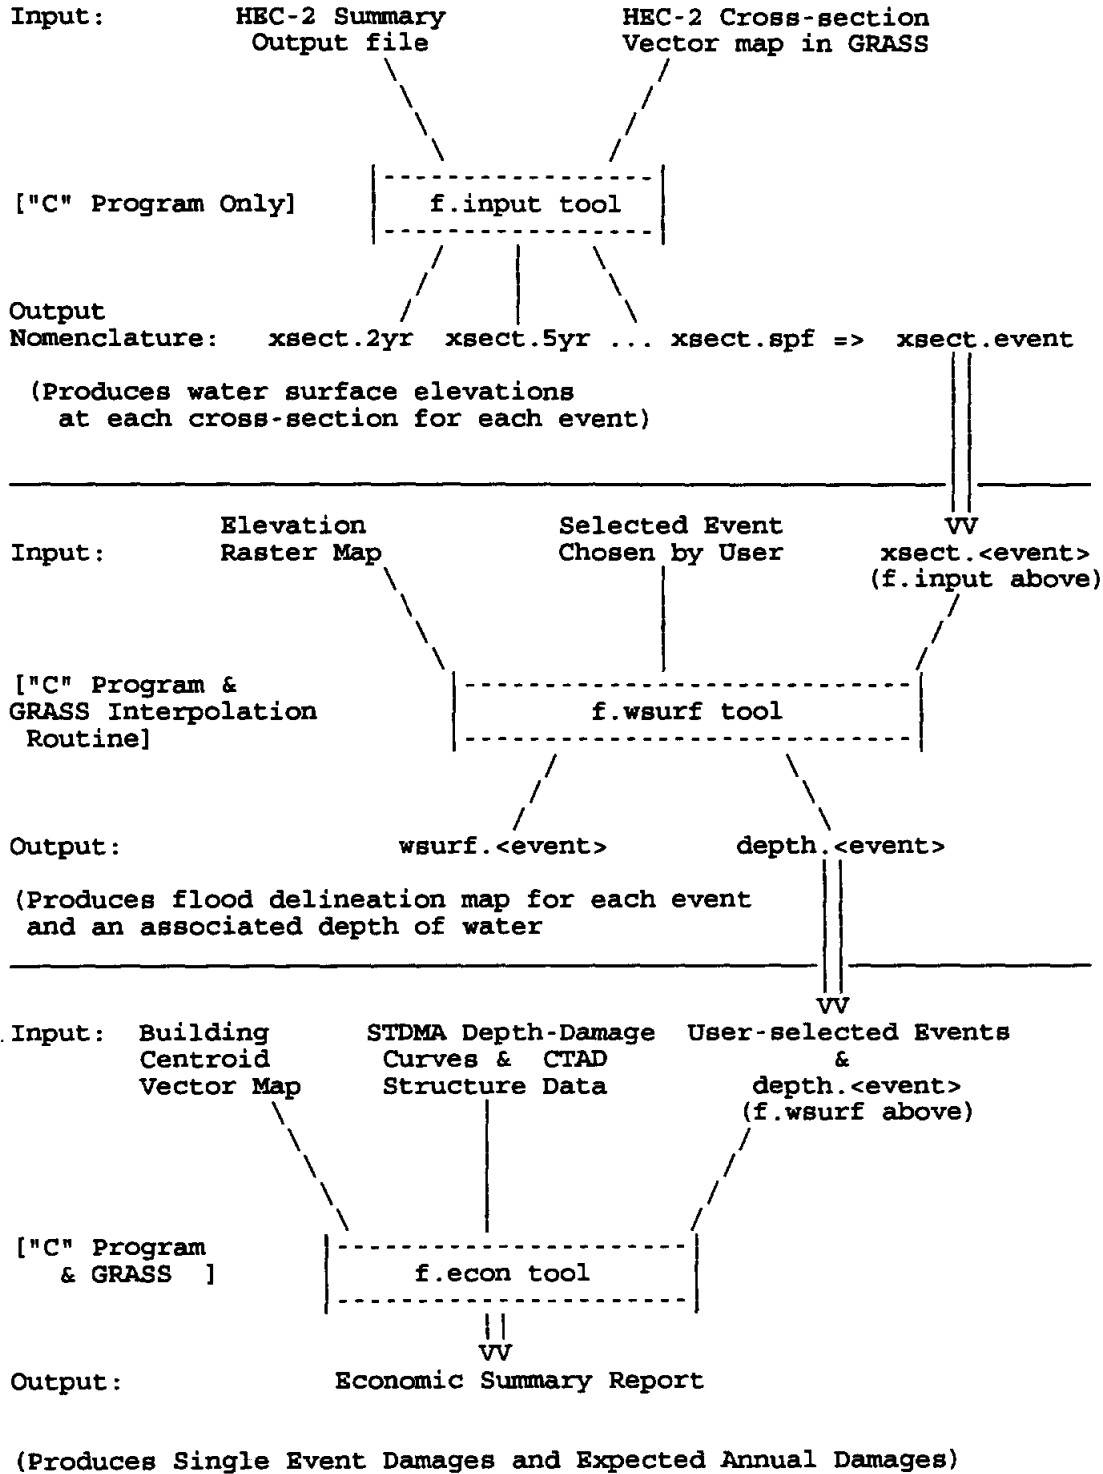 Input: HEC-2 Summary HEC-2 Cross-section
Output file Vector map in GRASS
["C" Program Only] f.input tool
Output
Nomenclature: xsect.2yr xsect.5yr ... xsect.spf => xsect.event
(Produces water surface elevations
at each cross-section for each event)
Elevation Selected Event VV
Input: Raster Map Chosen by User xsect.<event>
(f.input above)
["C" Program &
GRASS Interpolation f.wsurf tool
Routine]
Output: wsurf.<event> depth.<event>
(Produces flood delineation map for each event
and an associated depth of water
VV
Input: Building STDMA Depth-Damage User-selected Events
Centroid Curves & CTAD &
Vector Map Structure Data depth.<event>
(f.wsurf above)
["C" Program
& GRASS ] f.econ tool
VV
Output: Economic Summary Report
(Produces Single Event Damages and Expected Annual Damages)